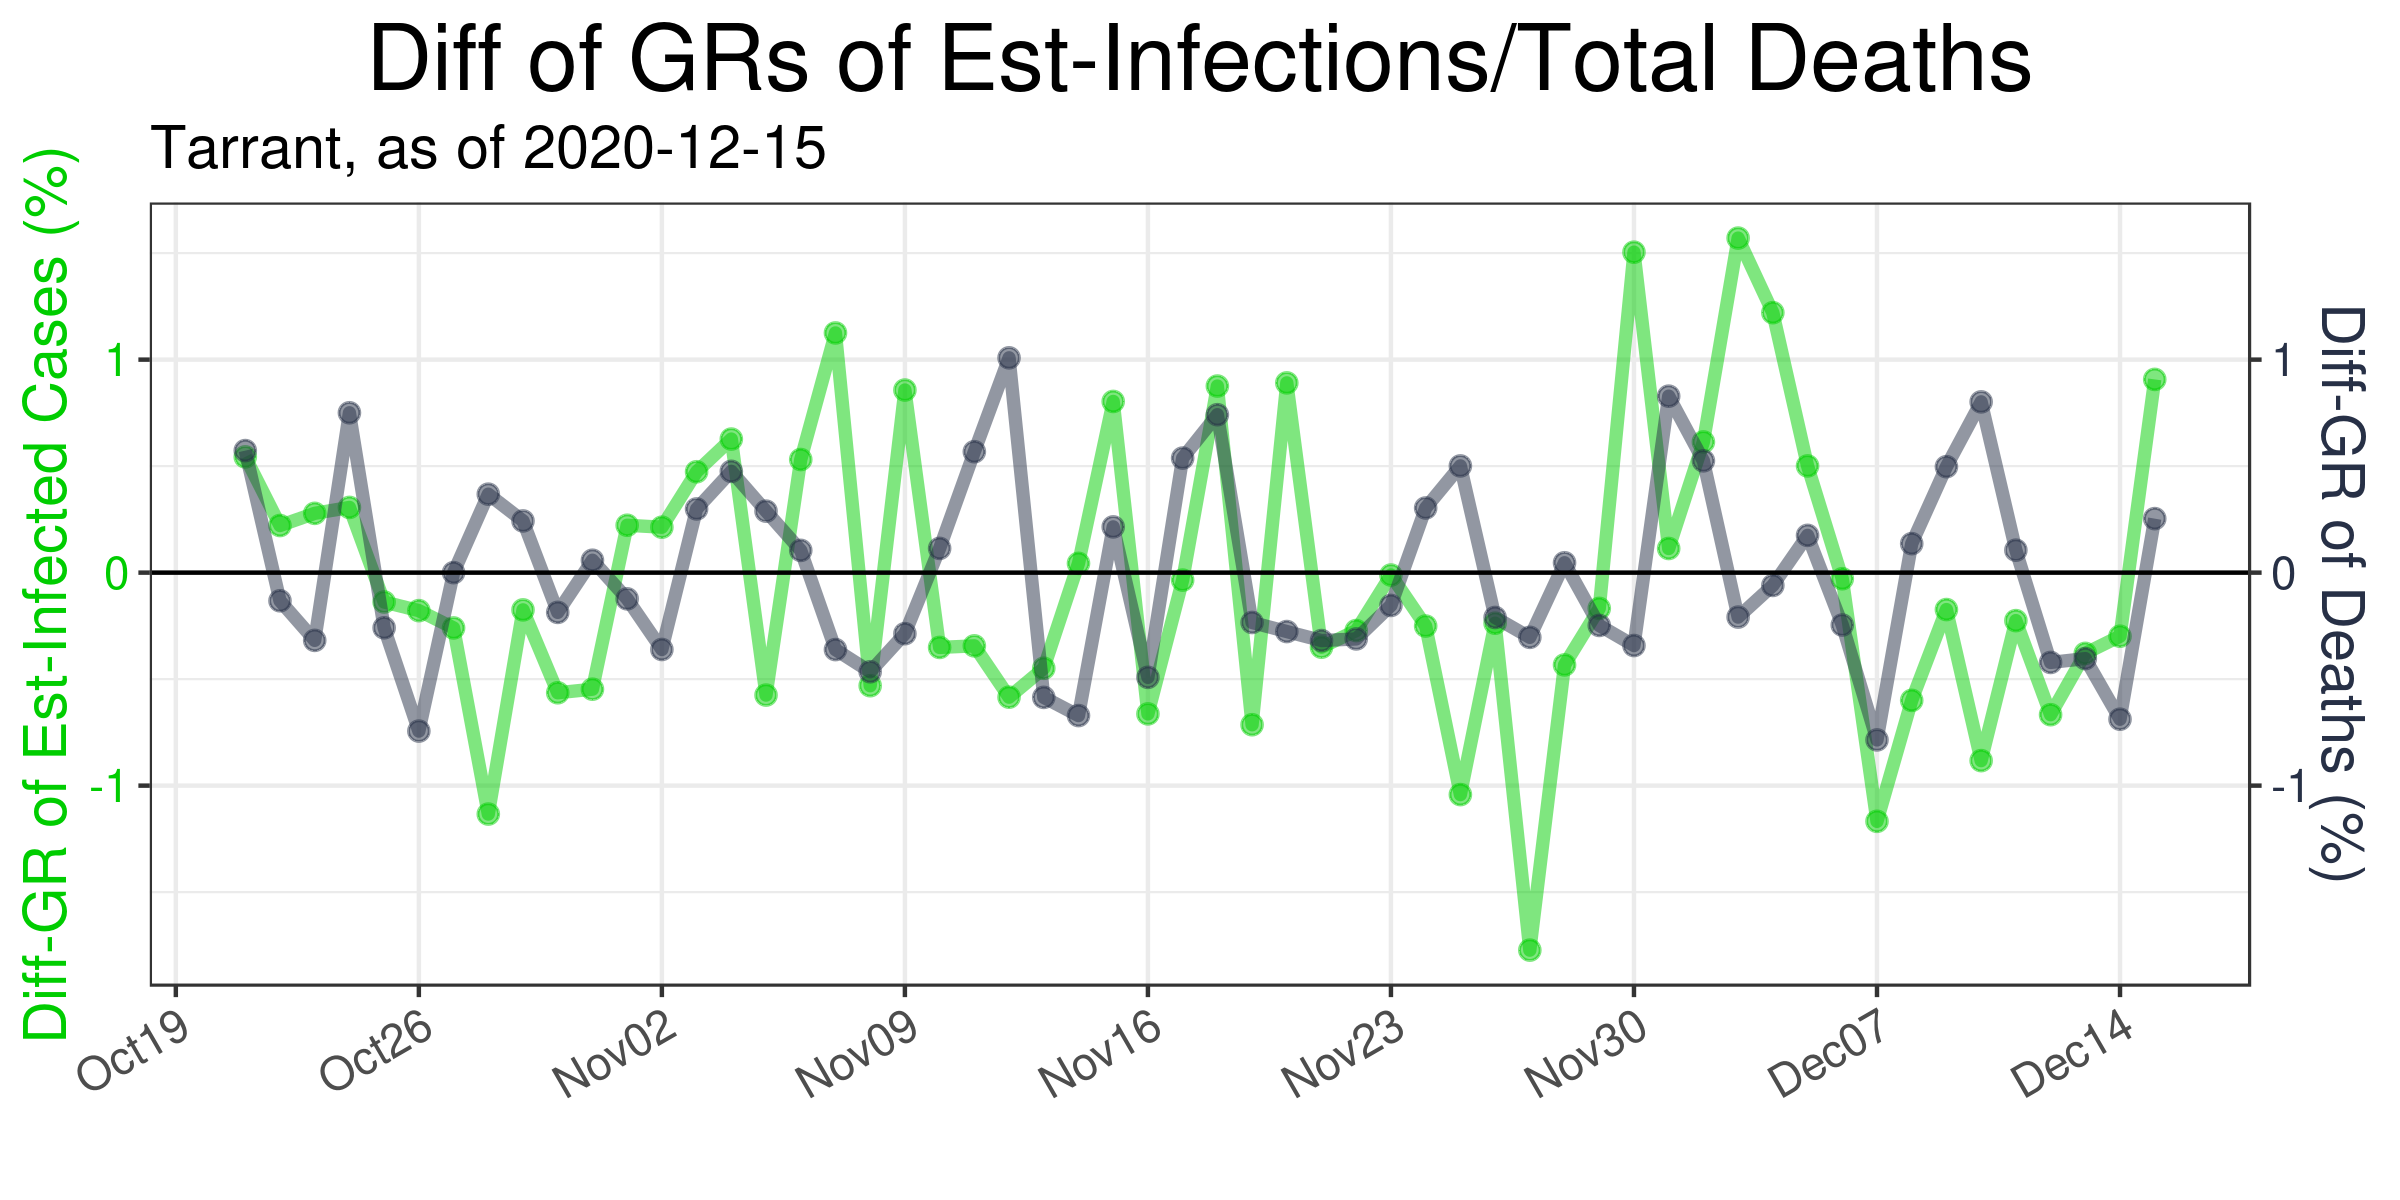 Diff of GRs of Est-Infections/Total Deaths
Tarrant, as of 2020-12-15
Diff-GR of Est-Infected Cases (%)
1
0
-1
1
0
-1
Diff-GR of Deaths (%)
Oct19
Oct26
Nov02
Nov09
Nov16
Nov23
Nov30
Dec07
Dec14